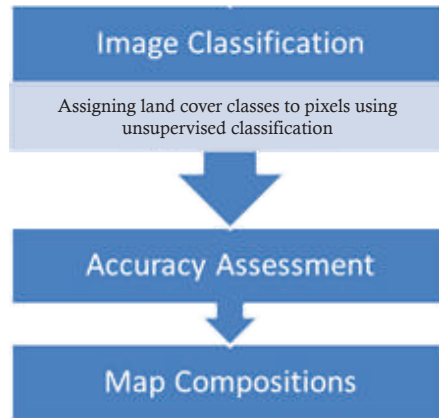 Image Classification
Assigning land cover classes to pixels using
unsupervised classification
Accuracy Assessment
Map Compositions